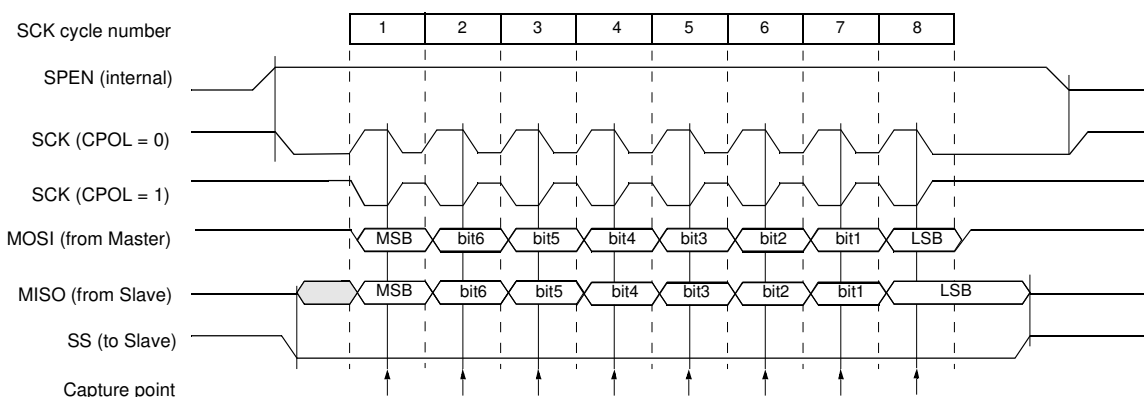 SCK cycle number 1 2 3 4 5 6 7 8
SPEN (internal)
SCK (CPOL = 0)
SCK (CPOL = 1)
MOSI (from Master) MSB bit6 bit5 bit4 bit3 bit2 bit1 LSB
MISO (from Slave) MSB bit6 bit5 bit4 bit3 bit2 bit1 LSB
SS (to Slave)
Capture point